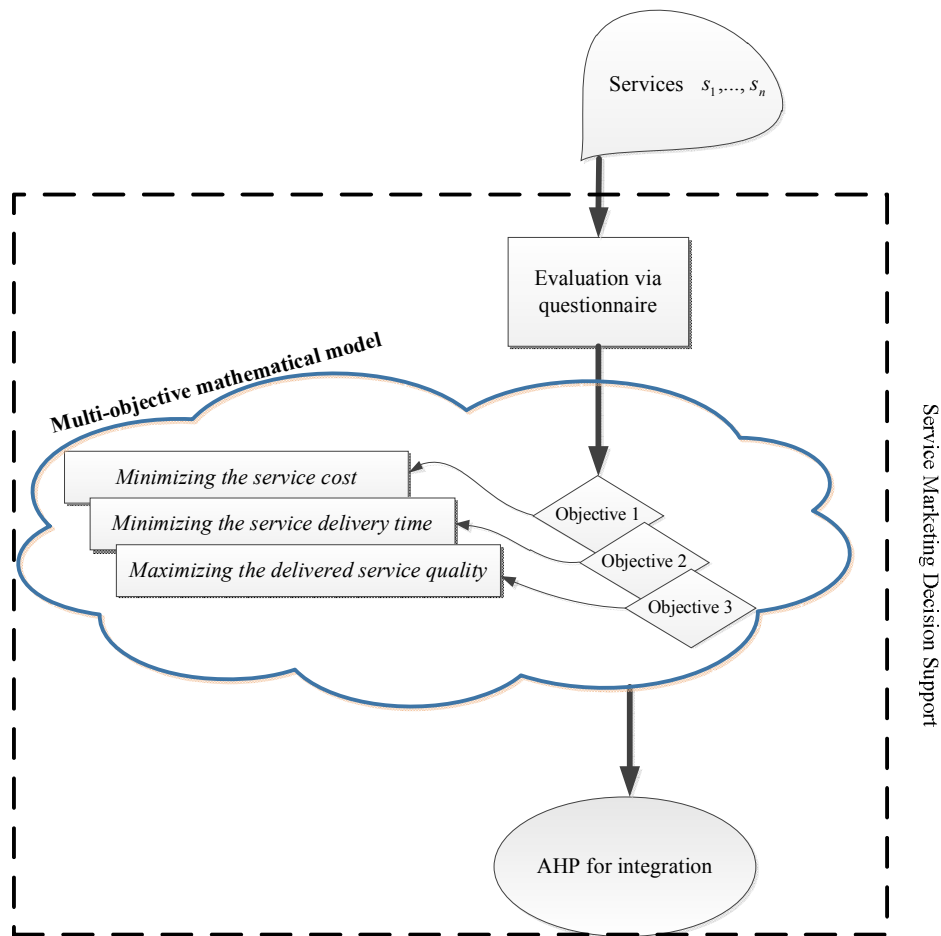 Services s1,..., sn
Evaluation via
questionnaire
Multi-objective mathematical model
Minimizing the service cost
Minimizing the service delivery time
Maximizing the delivered service quality
Objective 1
Objective 2
Objective 3
Service Marketing Decision Support
AHP for integration